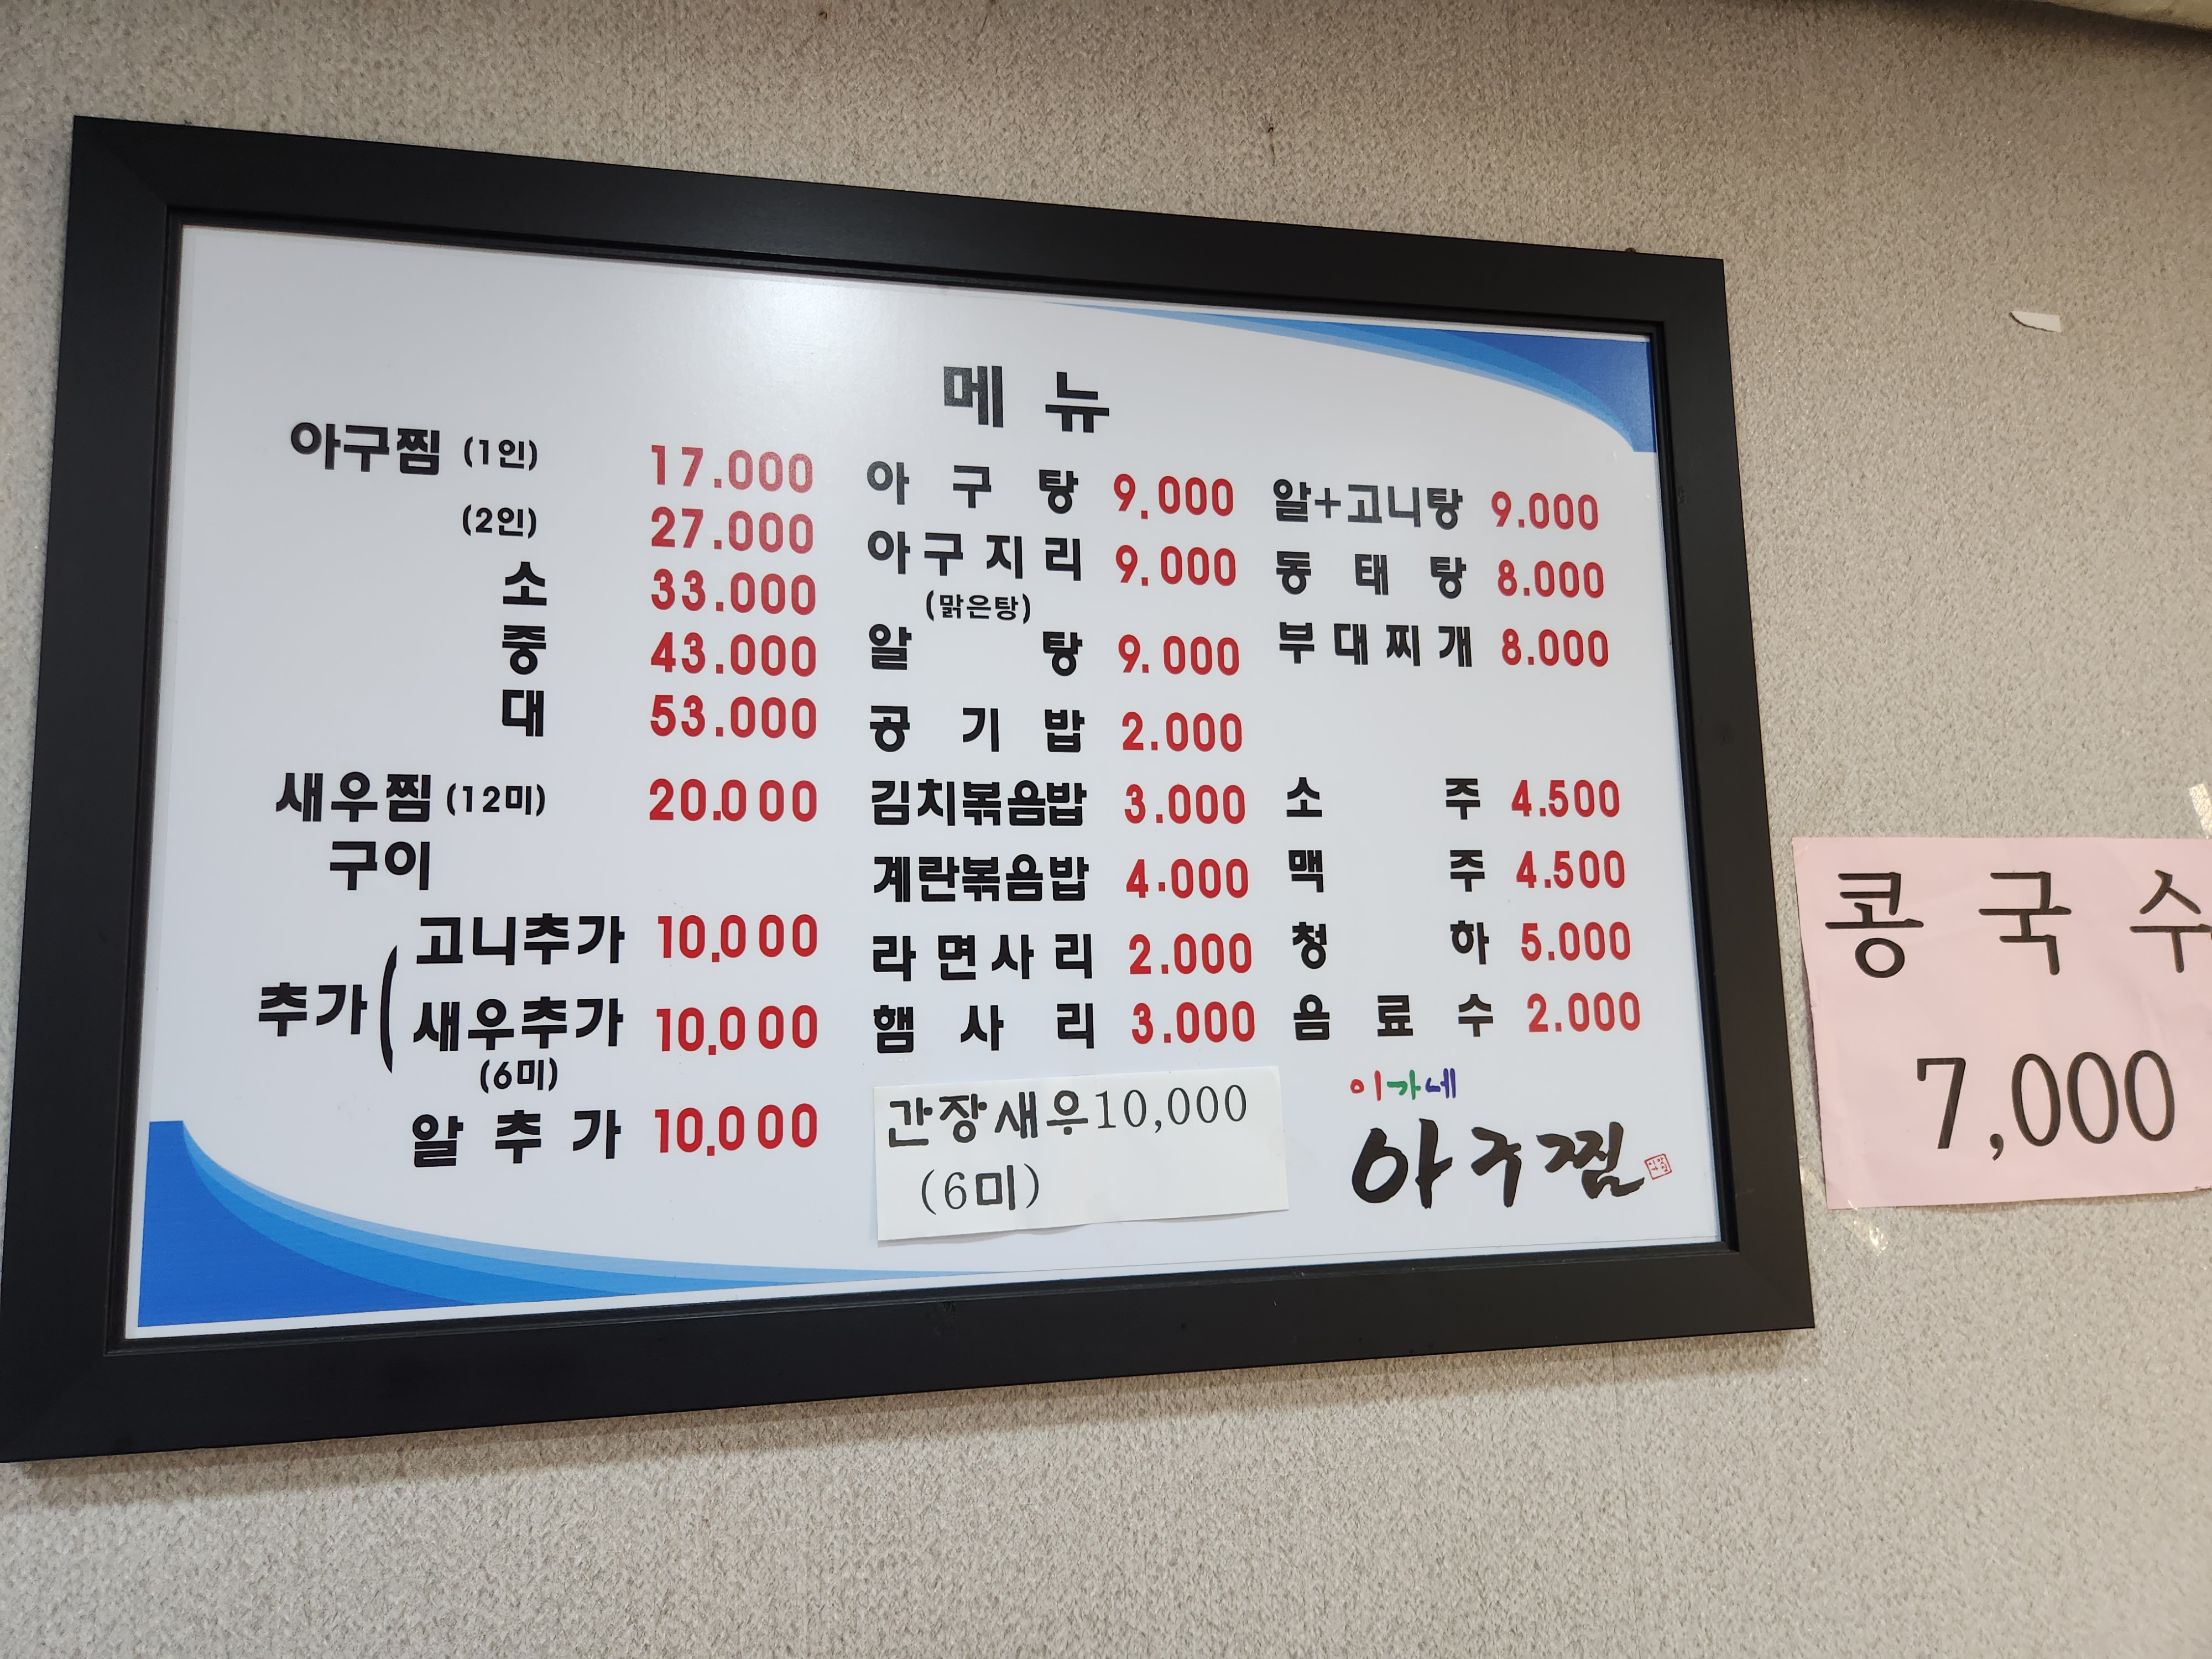 메뉴
아구찜 (1인) 17.000
(2인) 27.000
소 33.000
중 43.000
대 53.000
새우찜 (12미) 20.000
구이
추가
고니추가 10.000
새우추가 10.000
(6미)
알추가 10.000
아구탕 9.000
아구지리 9.000
(맑은탕)
알탕 9.000
공기밥 2.000
김치볶음밥 3.000
계란볶음밥 4.000
라면사리 2.000
햄사리 3.000
간장새우10,000
(6미)
알+고니탕 9.000
동태탕 8.000
부대찌개 8.000
소주 4.500
맥주 4.500
청하 5.000
음료수 2.000
이가네
아구찜
콩국수
7,000